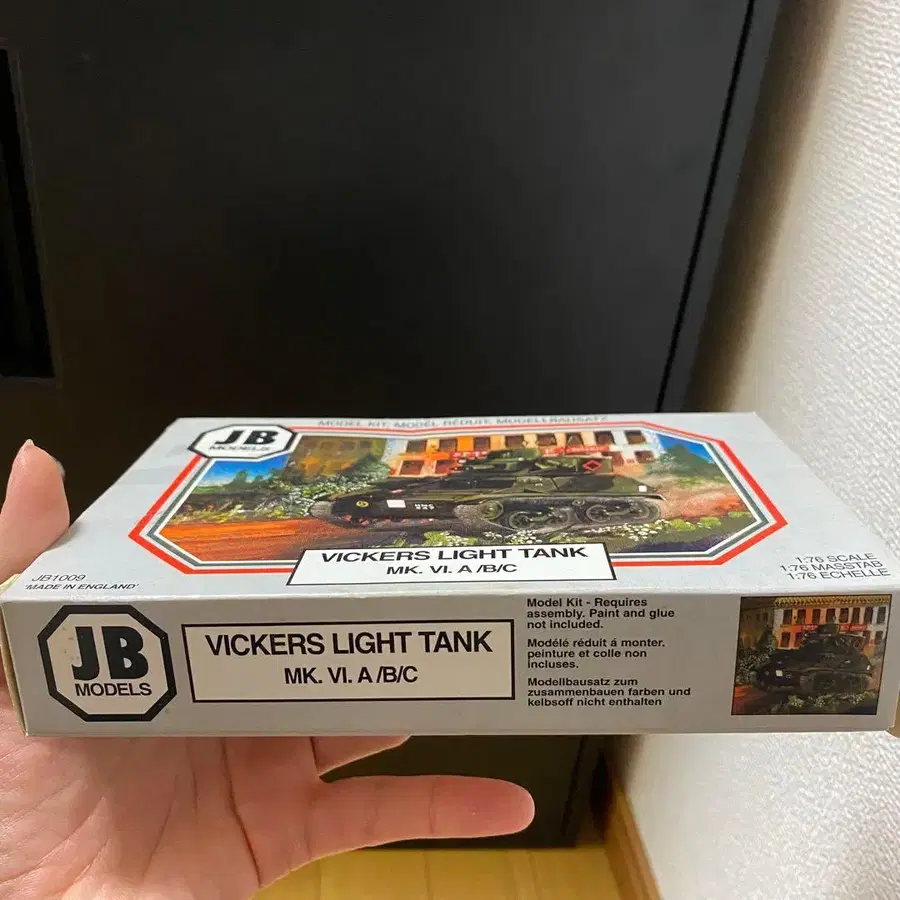 MODEL KIT, MODÉL RÉDUIT, MODELLBAUSATZ
JB
MODELS
VICKERS LIGHT TANK
MK. VI. A /B/C
JB1009
'MADE IN ENGLAND'
1:76 SCALE
1:76 MASSTAB
1:76 ECHELLE
JB
MODELS
VICKERS LIGHT TANK
MK. VI. A /B/C
Model Kit - Requires
assembly. Paint and glue
not included.
Modélé réduit á monter.
peinture et colle non
incluses.
Modellbausatz zum
zusammenbauen farben und
kelbsoff nicht enthalten